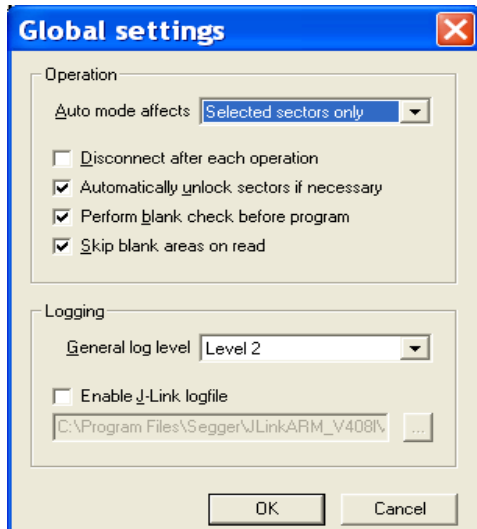 Global settings
Operation
Auto mode affects Selected sectors only
Disconnect after each operation
Automatically unlock sectors if necessary
Perform blank check before program
Skip blank areas on read
Logging
General log level Level 2
Enable J-Link logfile
C:\Program Files\Segger\JLinkARM_V408l\ ...
OK Cancel